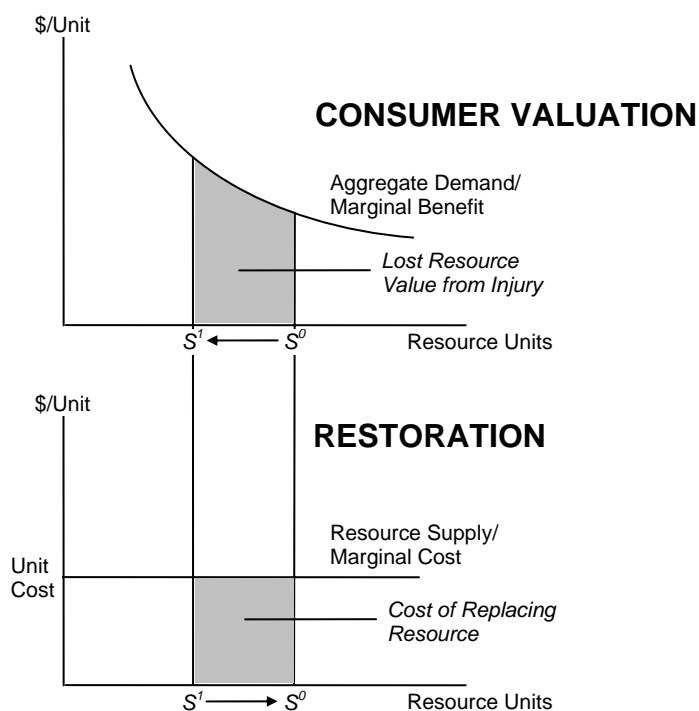 $/Unit
CONSUMER VALUATION
Aggregate Demand/
Marginal Benefit
Lost Resource
Value from Injury
S¹ S⁰ Resource Units
$/Unit
RESTORATION
Resource Supply/
Marginal Cost
Unit
Cost
Cost of Replacing
Resource
S¹ S⁰ Resource Units